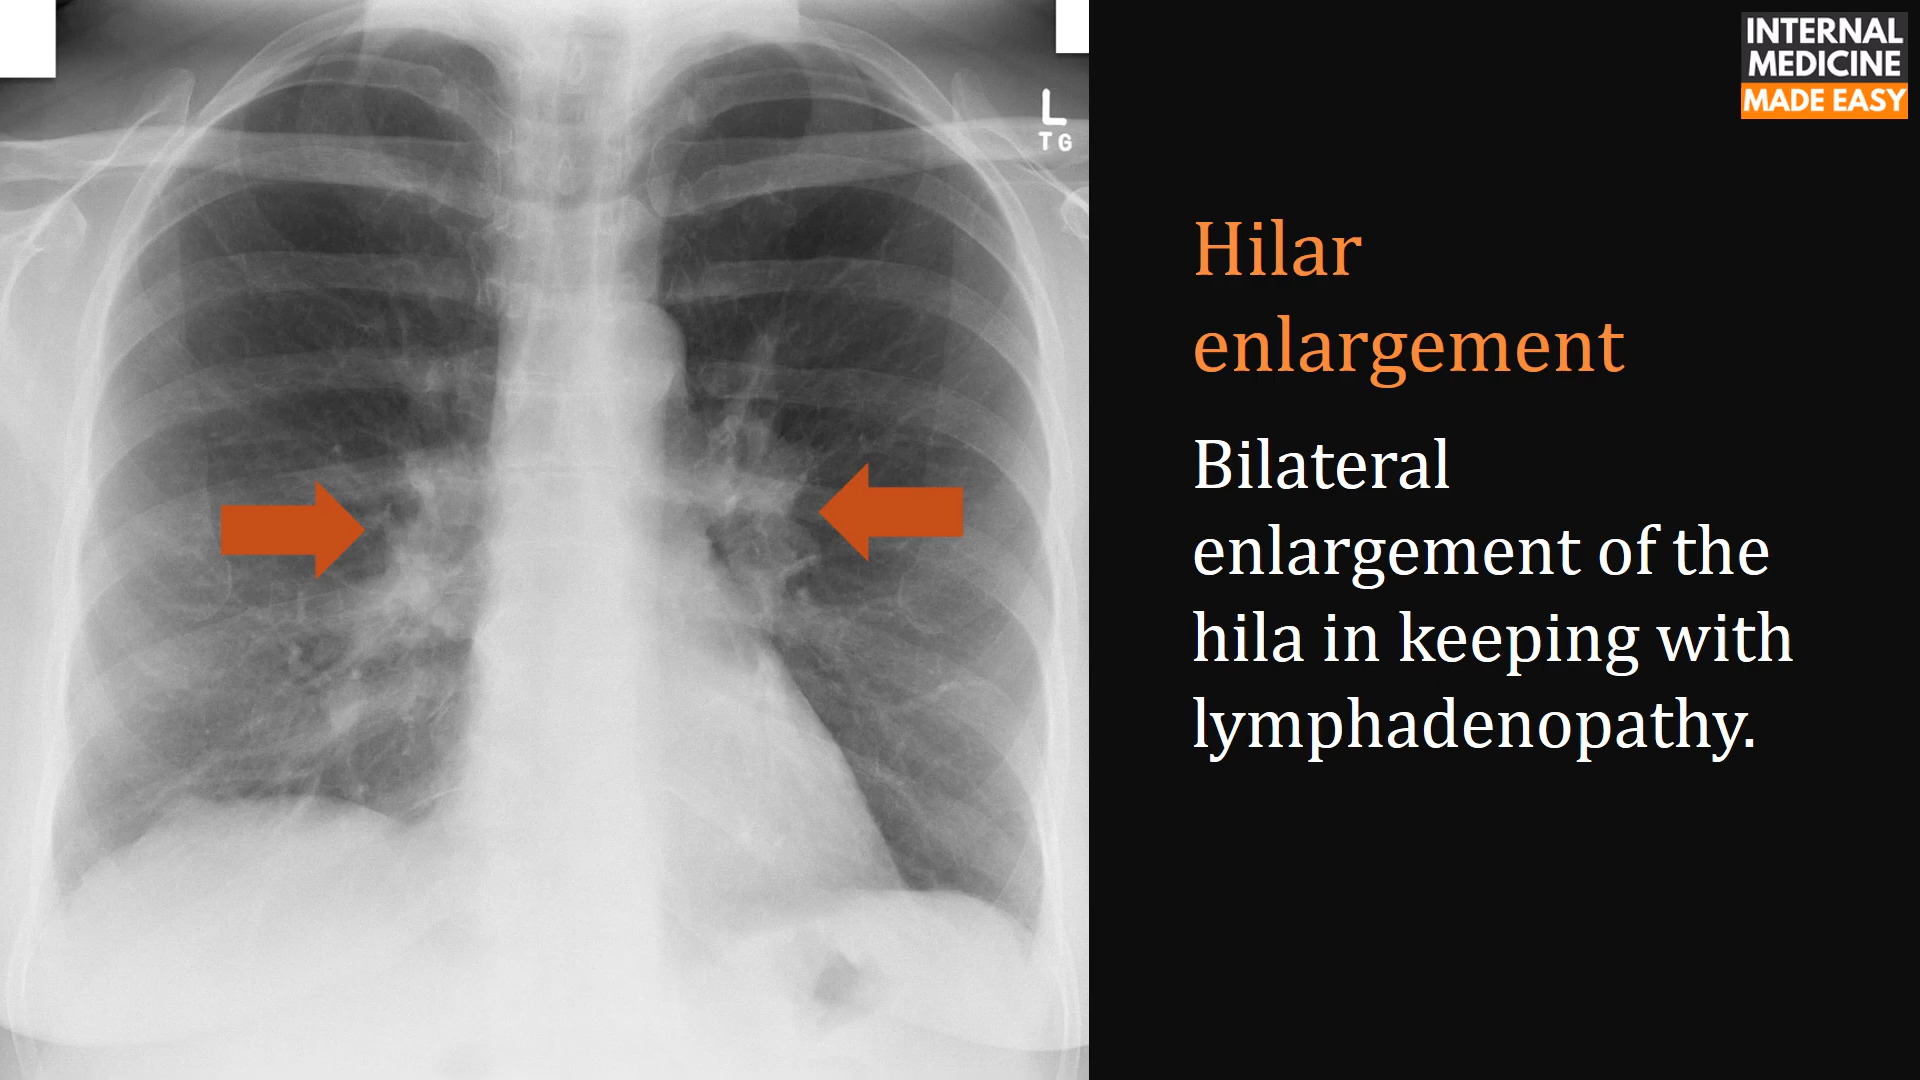 L
TG
INTERNAL
MEDICINE
MADE EASY
Hilar
enlargement
Bilateral
enlargement of the
hila in keeping with
lymphadenopathy.